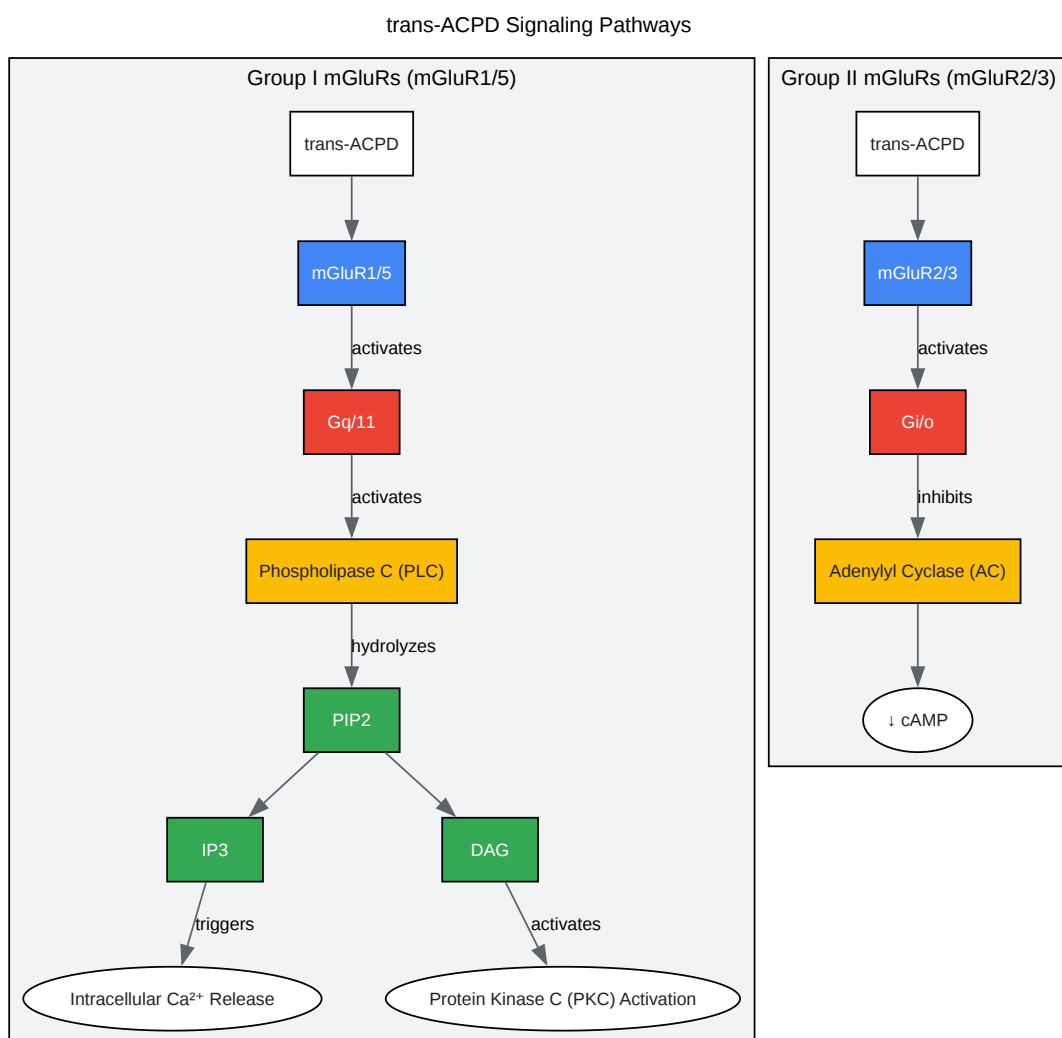 trans-ACPD Signaling Pathways
Group I mGluRs (mGluR1/5)
trans-ACPD
mGluR1/5
activates
Gq/11
activates
Phospholipase C (PLC)
hydrolyzes
PIP2
IP3
DAG
triggers
activates
Intracellular Ca²⁺ Release
Protein Kinase C (PKC) Activation
Group II mGluRs (mGluR2/3)
trans-ACPD
mGluR2/3
activates
Gi/o
inhibits
Adenylyl Cyclase (AC)
↓ cAMP